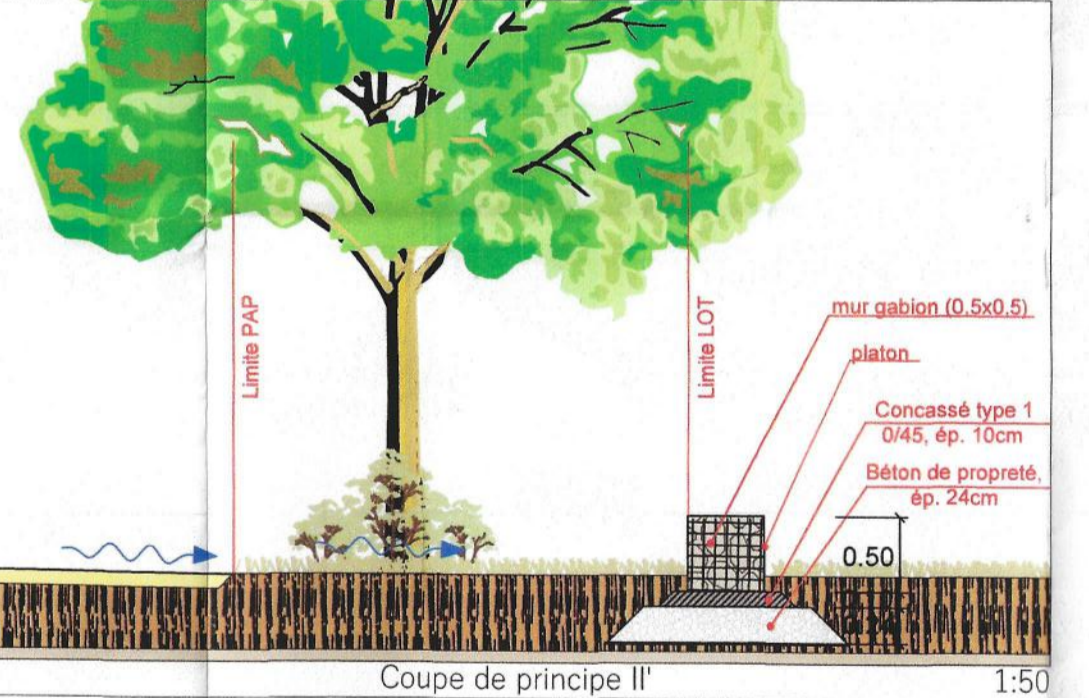 Limite PAP
Limite LOT
mur gabion (0.5x0.5)
platon
Concassé type 1
0/45, ép. 10cm
Béton de propreté,
ép. 24cm
0.50
Coupe de principe II'
1:50